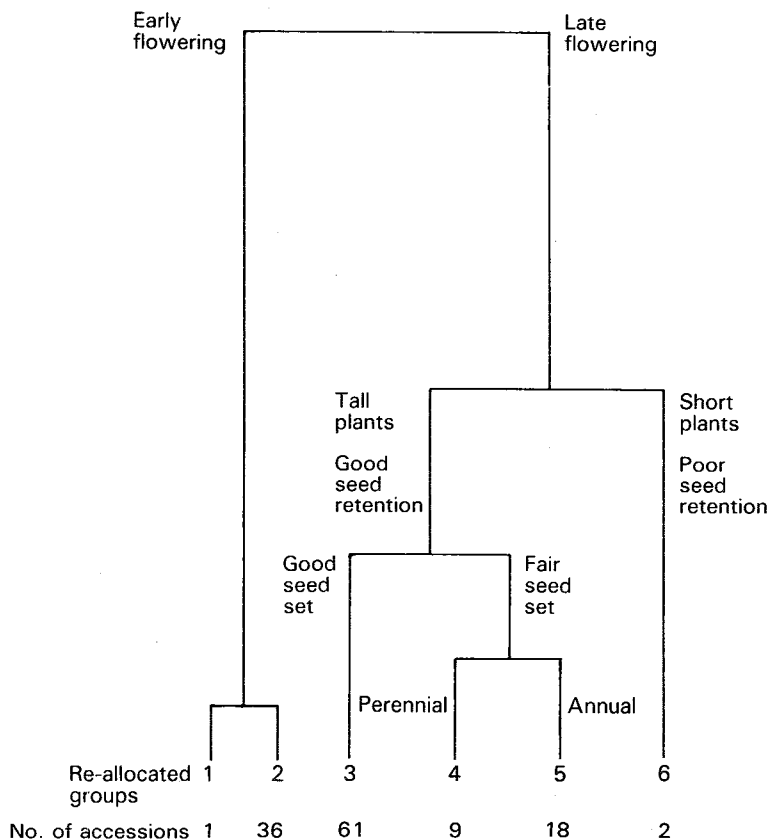 Early
flowering
Late
flowering
Tall
plants
Short
plants
Good
seed
retention
Poor
seed
retention
Good
seed
set
Fair
seed
set
Perennial
Annual
Re-allocated 1 2 3 4 5 6
groups
No. of accessions 1 36 61 9 18 2